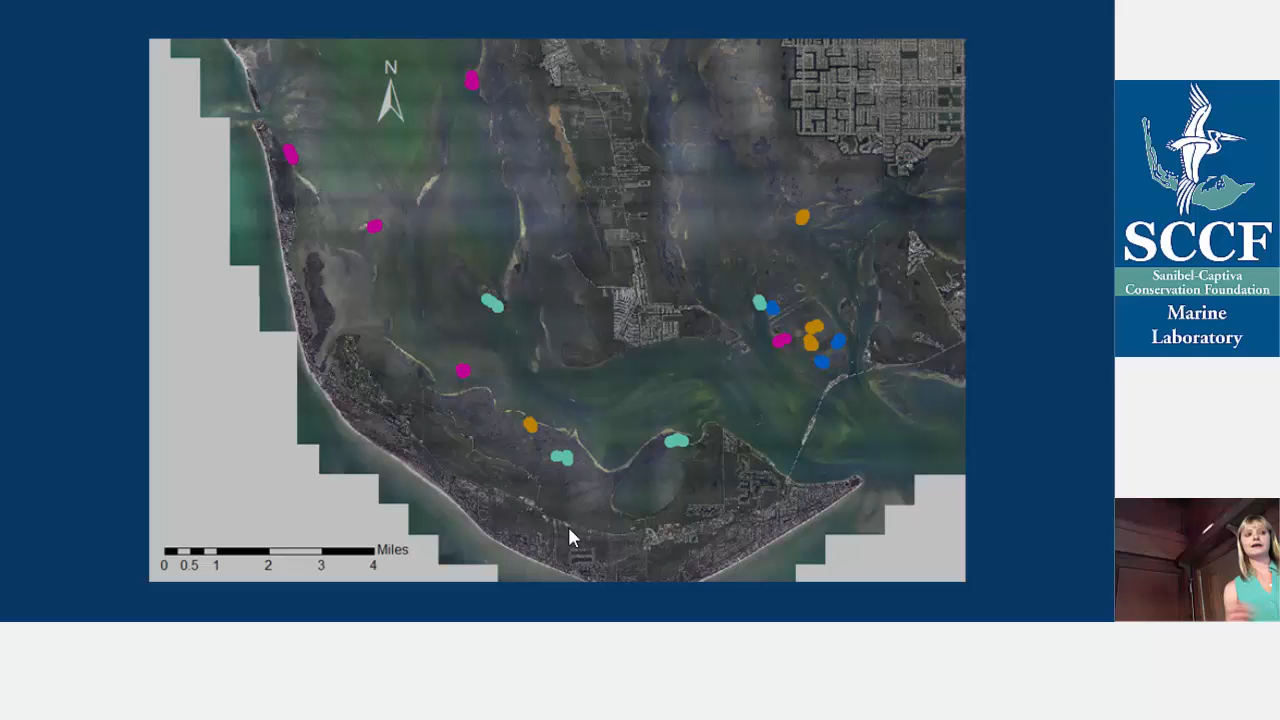 N
Miles
0 0.5 1 2 3 4
SCCF
Sanibel-Captiva
Conservation Foundation
Marine
Laboratory